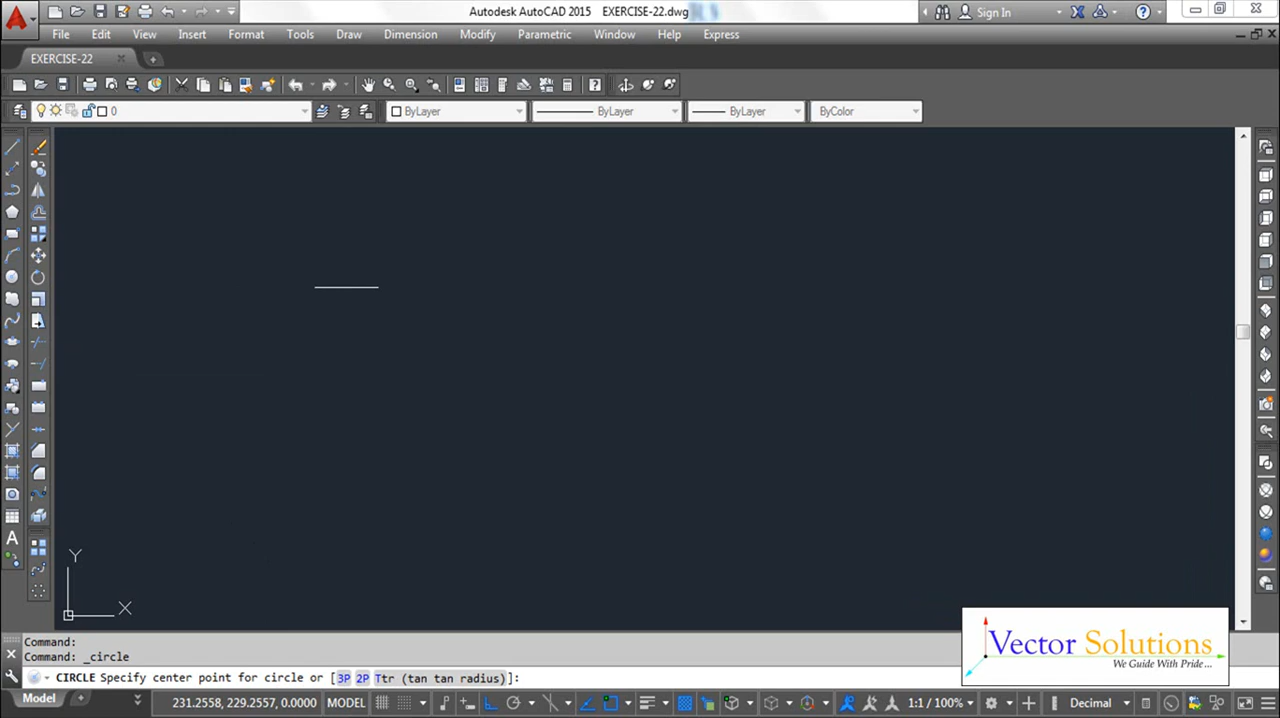 Autodesk AutoCAD 2015 EXERCISE-22.dwg
Sign In
File Edit View Insert Format Tools Draw Dimension Modify Parametric Window Help Express
EXERCISE-22
0
ByLayer
ByLayer
ByLayer
ByColor
A
Y
X
Command:
Command: _circle
CIRCLE Specify center point for circle or [3P 2P Ttr (tan tan radius)]:
Vector Solutions
We Guide With Pride ...
Model
231.2558, 229.2557, 0.0000 MODEL
1:1 / 100%
Decimal